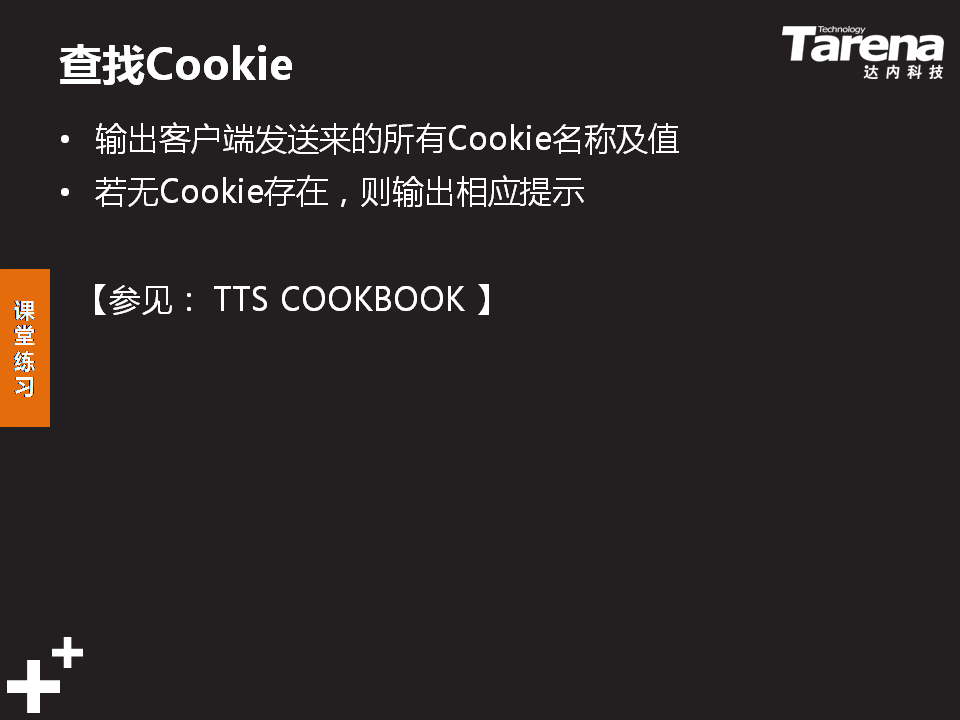 查找Cookie
Technology
Tarena
达内科技
• 输出客户端发送来的所有Cookie名称及值
• 若无Cookie存在，则输出相应提示
【参见： TTS COOKBOOK 】
课
堂
练
习